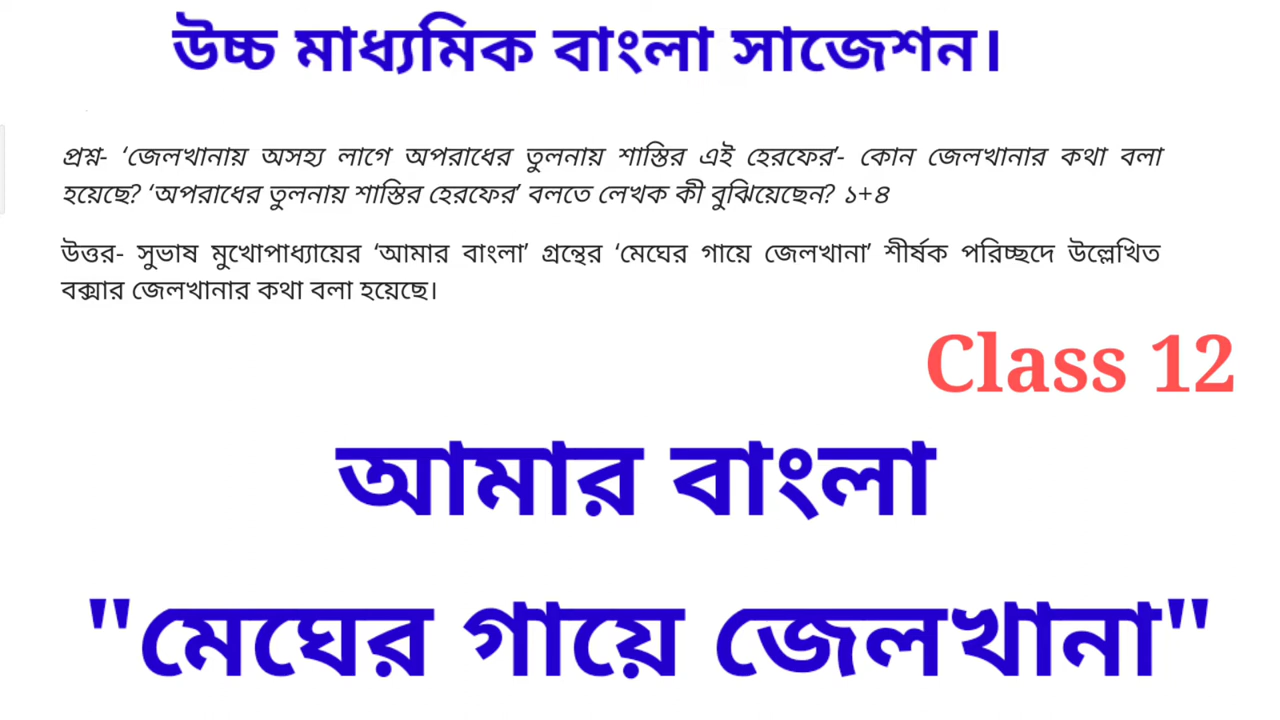 উচ্চ মাধ্যমিক বাংলা সাজেশন।
প্রশ্ন- ‘জেলখানায় অসহ্য লাগে অপরাধের তুলনায় শাস্তির এই হেরফের’- কোন জেলখানার কথা বলা
হয়েছে? ‘অপরাধের তুলনায় শাস্তির হেরফের’ বলতে লেখক কী বুঝিয়েছেন? ১+৪
উত্তর- সুভাষ মুখোপাধ্যায়ের ‘আমার বাংলা’ গ্রন্থের ‘মেঘের গায়ে জেলখানা’ শীর্ষক পরিচ্ছদে উল্লেখিত
বক্সার জেলখানার কথা বলা হয়েছে।
Class 12
আমার বাংলা
"মেঘের গায়ে জেলখানা"